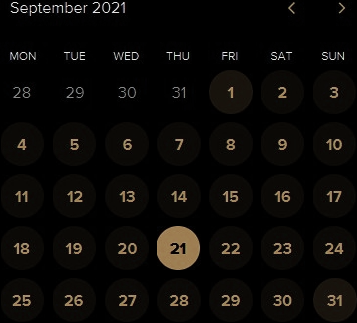 September 2021
MON TUE WED THU FRI SAT SUN
28 29 30 31 1 2 3
4 5 6 7 8 9 10
11 12 13 14 15 16 17
18 19 20 21 22 23 24
25 26 27 28 29 30 31